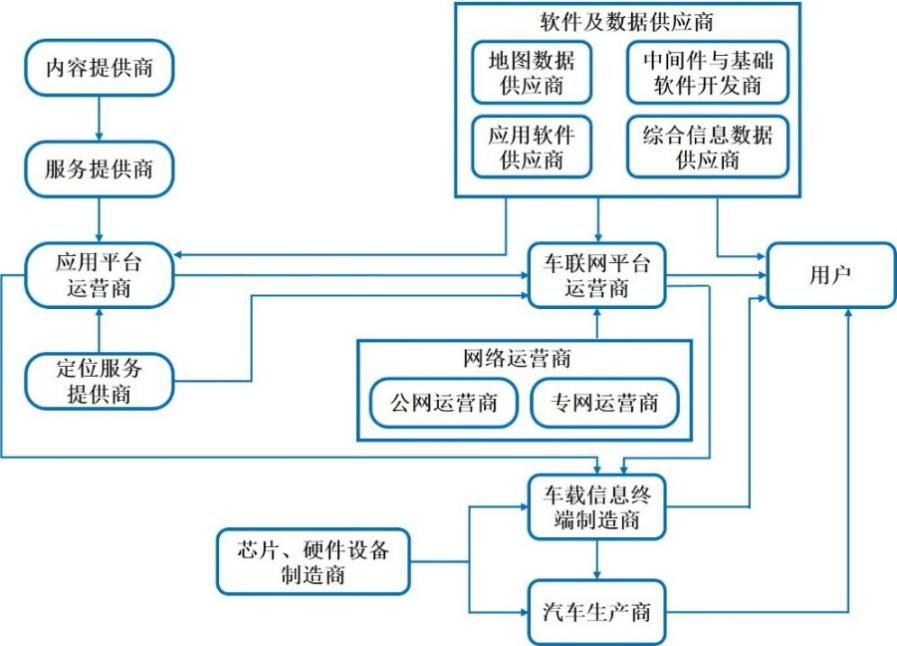 软件及数据供应商
内容提供商
地图数据
供应商
中间件与基础
软件开发商
应用软件
供应商
综合信息数据
供应商
服务提供商
应用平台
运营商
车联网平台
运营商
用户
定位服务
提供商
网络运营商
公网运营商
专网运营商
车载信息终
端制造商
芯片、硬件设备
制造商
汽车生产商